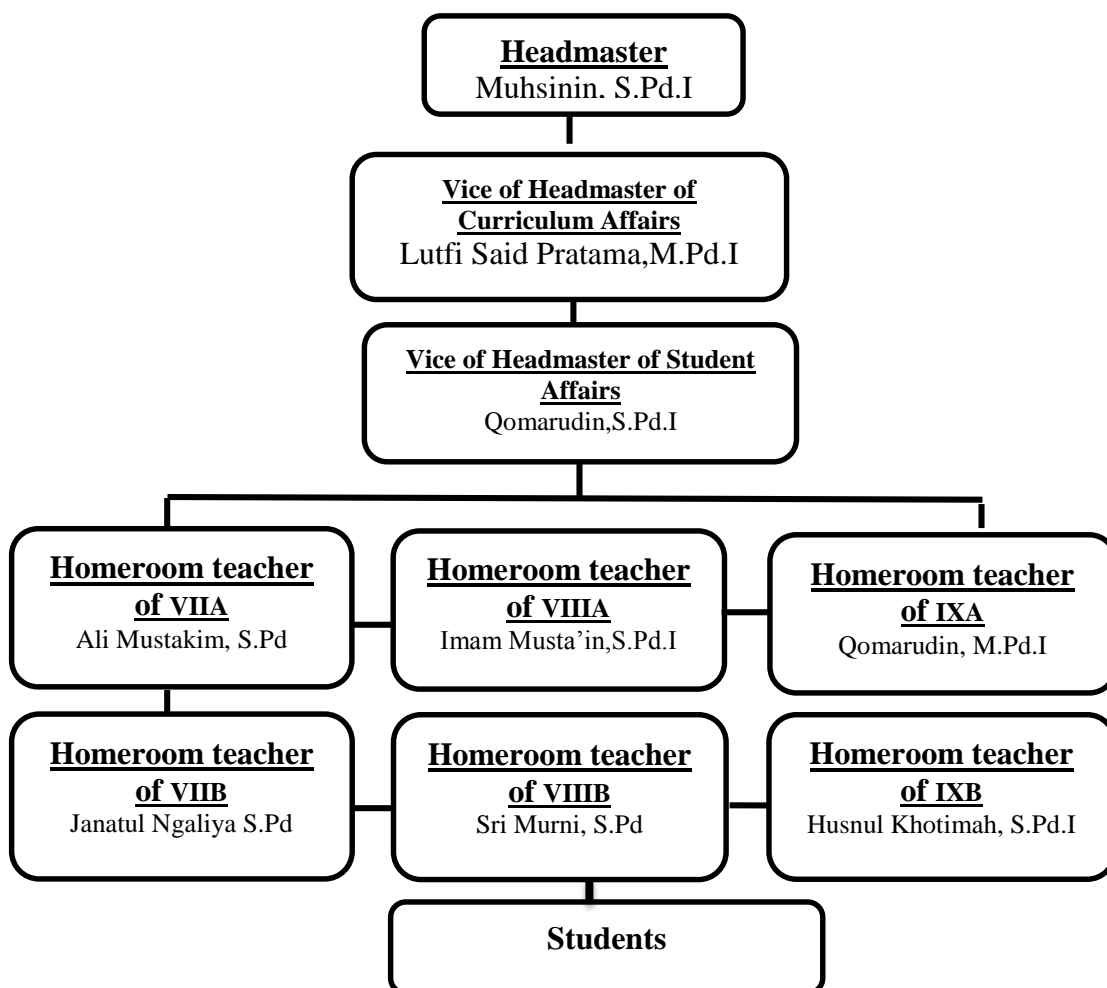 Headmaster
Muhsinin, S.Pd.I
Vice of Headmaster of
Curriculum Affairs
Lutfi Said Pratama,M.Pd.I
Vice of Headmaster of Student
Affairs
Qomarudin,S.Pd.I
Homeroom teacher
of VIIA
Ali Mustakim, S.Pd
Homeroom teacher
of VIIIA
Imam Musta’in,S.Pd.I
Homeroom teacher
of IXA
Qomarudin, M.Pd.I
Homeroom teacher
of VIIB
Janatul Ngaliya S.Pd
Homeroom teacher
of VIIIB
Sri Murni, S.Pd
Homeroom teacher
of IXB
Husnul Khotimah, S.Pd.I
Students